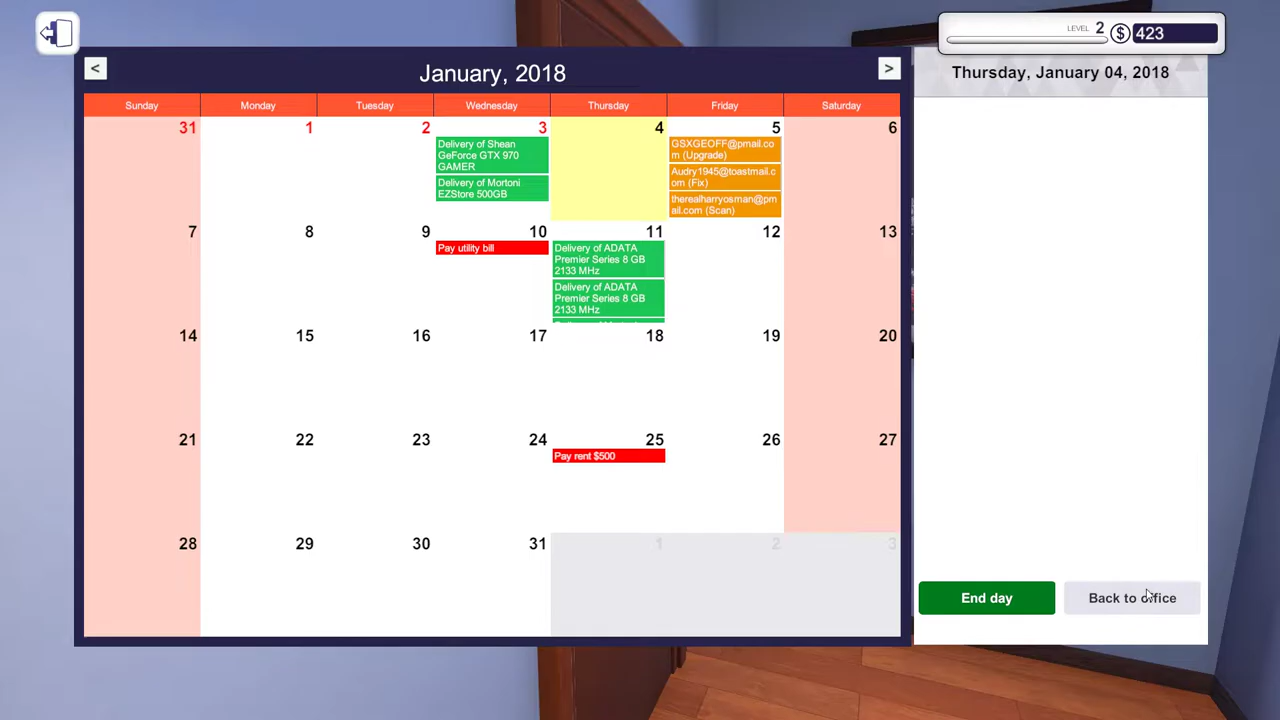 LEVEL 2
$ 423
< January, 2018 >
Thursday, January 04, 2018
Sunday Monday Tuesday Wednesday Thursday Friday Saturday
31 1 2 3 4 5 6
Delivery of Shean
GeForce GTX 970
GAMER
Delivery of Mortoni
EZStore 500GB
GSXGEOFF@pmail.co
m (Upgrade)
Audry1945@toastmail.c
om (Fix)
therealharryosman@pm
ail.com (Scan)
7 8 9 10 11 12 13
Pay utility bill
Delivery of ADATA
Premier Series 8 GB
2133 MHz
Delivery of ADATA
Premier Series 8 GB
2133 MHz
14 15 16 17 18 19 20
21 22 23 24 25 26 27
Pay rent $500
28 29 30 31 1 2 3
End day Back to office